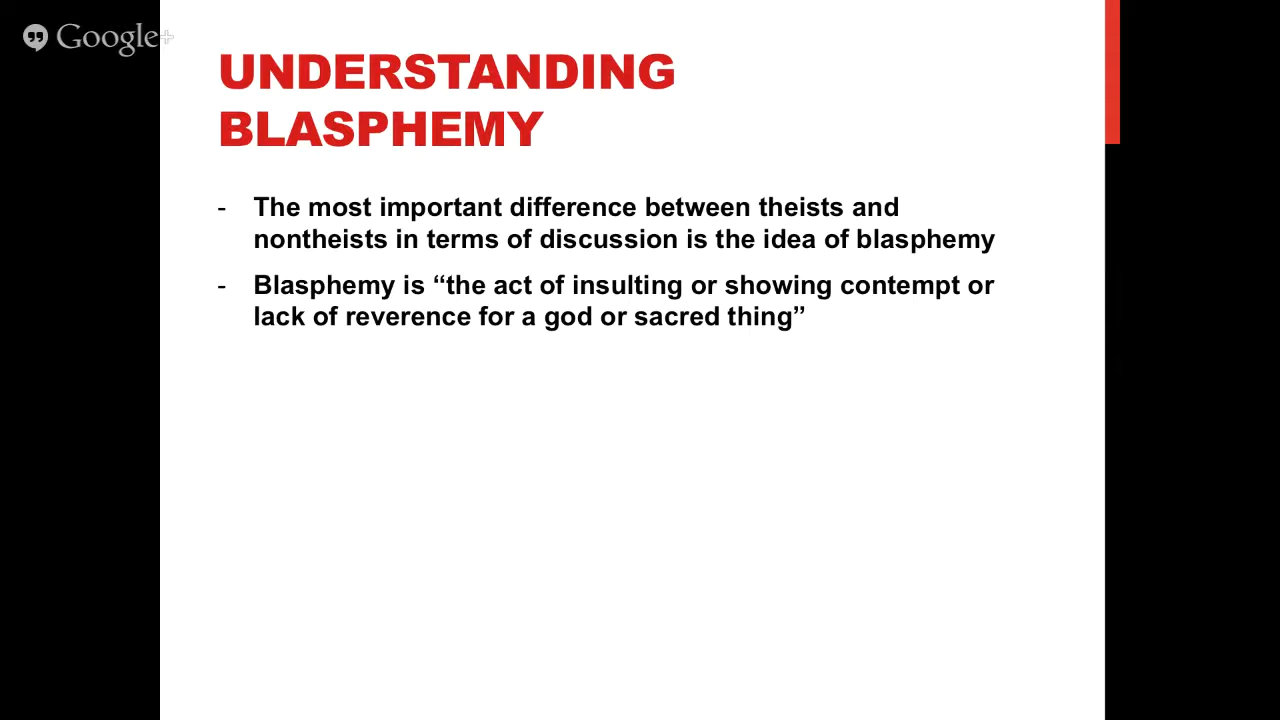 Google+
UNDERSTANDING
BLASPHEMY
- The most important difference between theists and
nontheists in terms of discussion is the idea of blasphemy
- Blasphemy is “the act of insulting or showing contempt or
lack of reverence for a god or sacred thing”